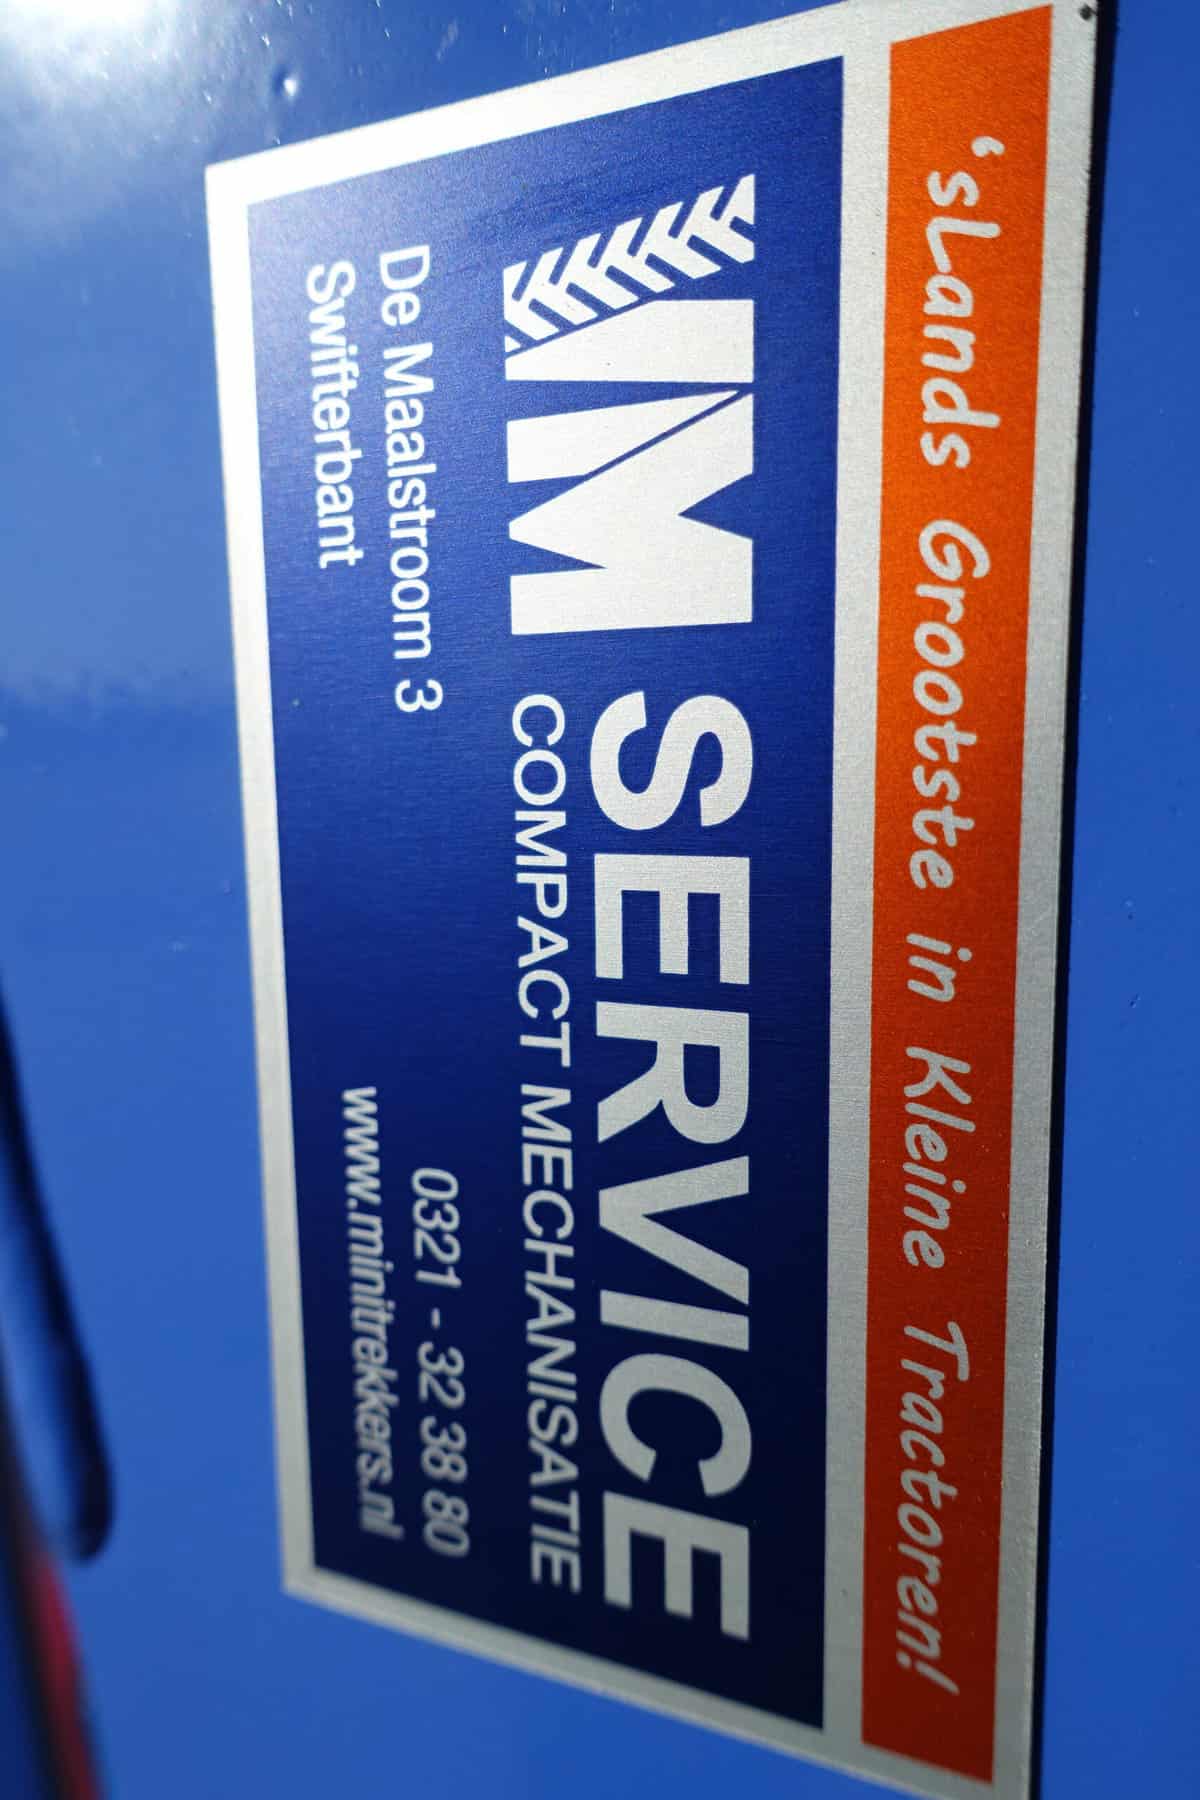 'sLands Grootste in Kleine Tractoren!
MM SERVICE
COMPACT MECHANISATIE
De Maalstroom 3
Swifterbant
0321 - 32 38 80
www.minitrekkers.nl